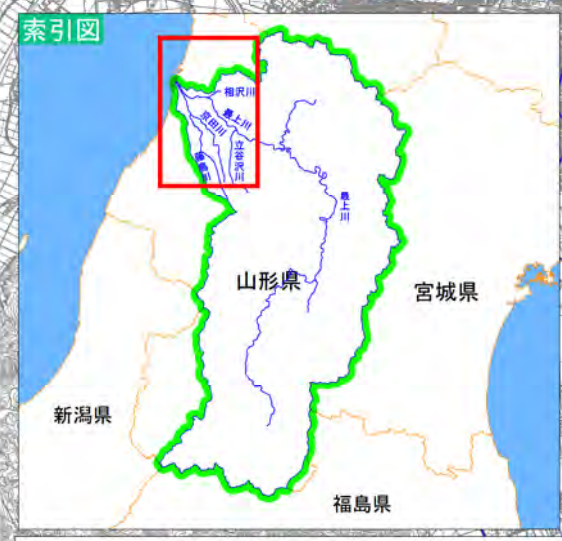 索引図
相沢川
最上川
京田川
立谷沢川
藤島川
最上川
山形県
宮城県
新潟県
福島県